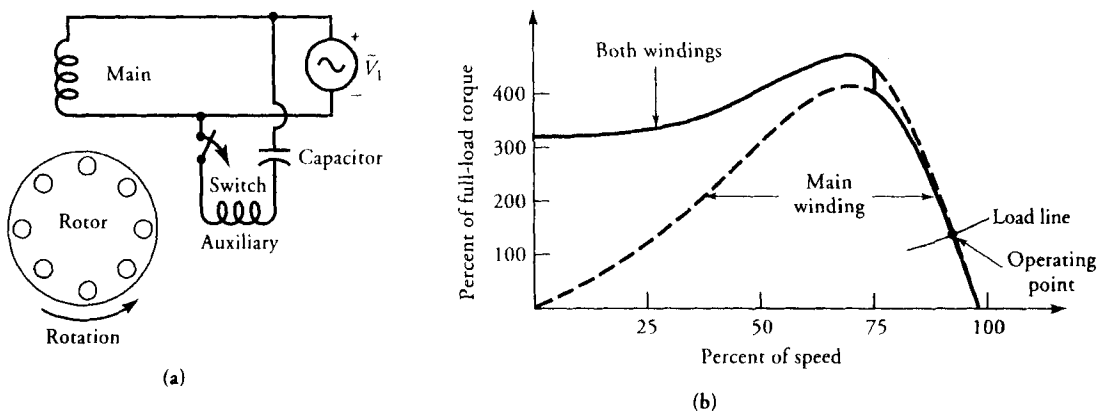 Main
+
Ṽ₁
−
Capacitor
Switch
Auxiliary
Rotor
Rotation
(a)
Percent of full-load torque
400
300
200
100
Both windings
Main
winding
Load line
Operating
point
25
50
75
100
Percent of speed
(b)